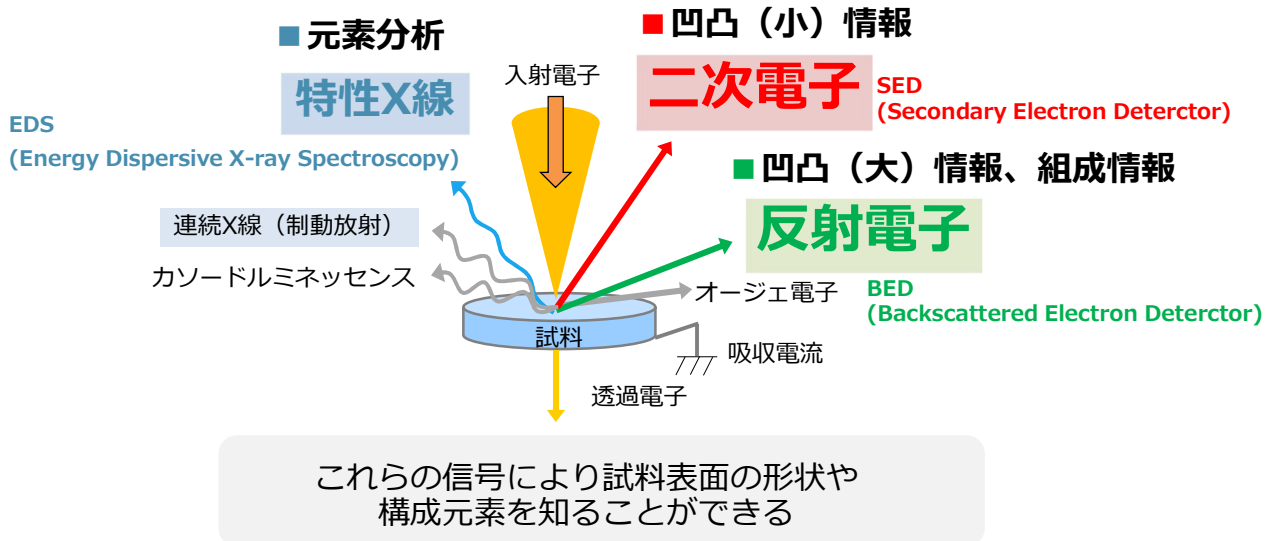 ■ 元素分析
特性X線
EDS
(Energy Dispersive X-ray Spectroscopy)
入射電子
■ 凹凸（小）情報
二次電子
SED
(Secondary Electron Deterctor)
■ 凹凸（大）情報、組成情報
反射電子
BED
(Backscattered Electron Deterctor)
連続X線（制動放射）
カソードルミネッセンス
オージェ電子
試料
吸収電流
透過電子
これらの信号により試料表面の形状や
構成元素を知ることができる